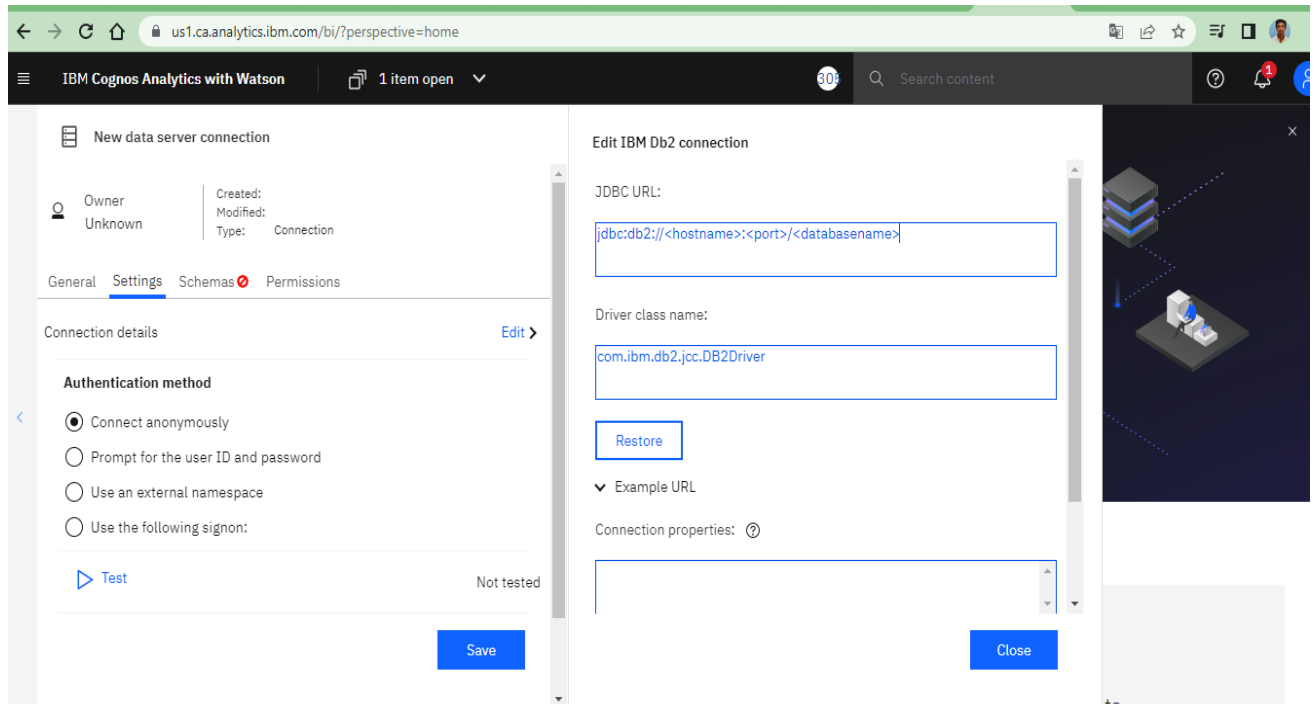 us1.ca.analytics.ibm.com/bi/?perspective=home
IBM Cognos Analytics with Watson
1 item open
305
Search content
1
New data server connection
Owner
Unknown
Created:
Modified:
Type: Connection
General Settings Schemas Permissions
Connection details
Edit
Authentication method
Connect anonymously
Prompt for the user ID and password
Use an external namespace
Use the following signon:
Test
Not tested
Save
Edit IBM Db2 connection
JDBC URL:
jdbc:db2://<hostname>:<port>/<databasename>
Driver class name:
com.ibm.db2.jcc.DB2Driver
Restore
Example URL
Connection properties:
Close